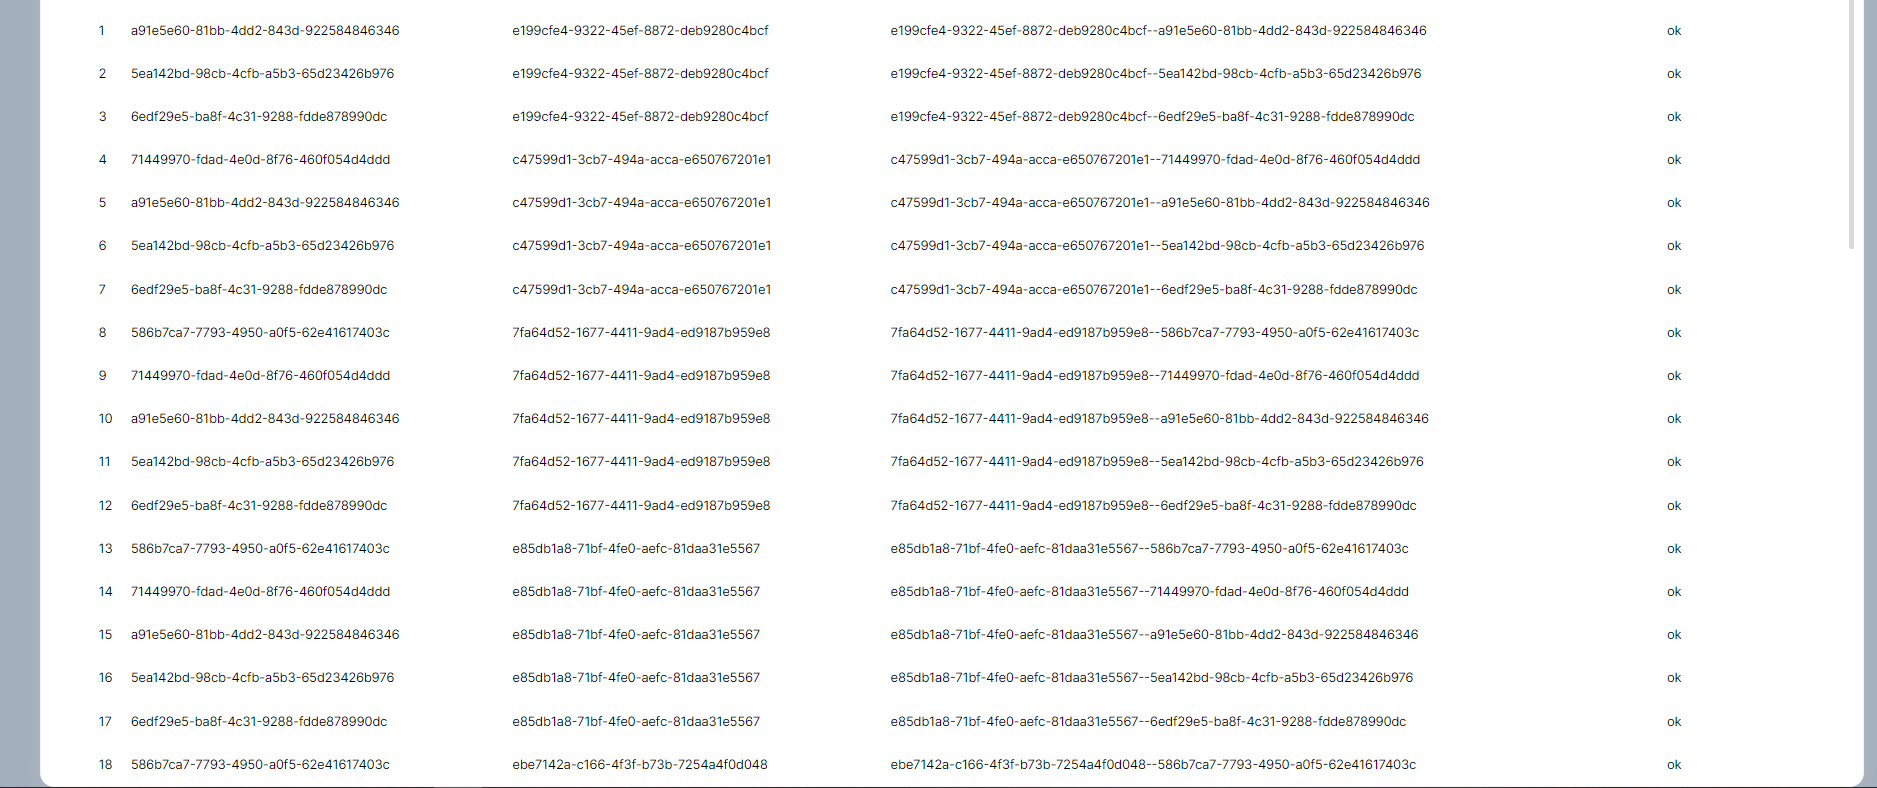 1 a91e5e60-81bb-4dd2-843d-922584846346 e199cfe4-9322-45ef-8872-deb9280c4bcf e199cfe4-9322-45ef-8872-deb9280c4bcf--a91e5e60-81bb-4dd2-843d-922584846346 ok
2 5ea142bd-98cb-4cfb-a5b3-65d23426b976 e199cfe4-9322-45ef-8872-deb9280c4bcf e199cfe4-9322-45ef-8872-deb9280c4bcf--5ea142bd-98cb-4cfb-a5b3-65d23426b976 ok
3 6edf29e5-ba8f-4c31-9288-fdde878990dc e199cfe4-9322-45ef-8872-deb9280c4bcf e199cfe4-9322-45ef-8872-deb9280c4bcf--6edf29e5-ba8f-4c31-9288-fdde878990dc ok
4 71449970-fdad-4e0d-8f76-460f054d4ddd c47599d1-3cb7-494a-acca-e650767201e1 c47599d1-3cb7-494a-acca-e650767201e1--71449970-fdad-4e0d-8f76-460f054d4ddd ok
5 a91e5e60-81bb-4dd2-843d-922584846346 c47599d1-3cb7-494a-acca-e650767201e1 c47599d1-3cb7-494a-acca-e650767201e1--a91e5e60-81bb-4dd2-843d-922584846346 ok
6 5ea142bd-98cb-4cfb-a5b3-65d23426b976 c47599d1-3cb7-494a-acca-e650767201e1 c47599d1-3cb7-494a-acca-e650767201e1--5ea142bd-98cb-4cfb-a5b3-65d23426b976 ok
7 6edf29e5-ba8f-4c31-9288-fdde878990dc c47599d1-3cb7-494a-acca-e650767201e1 c47599d1-3cb7-494a-acca-e650767201e1--6edf29e5-ba8f-4c31-9288-fdde878990dc ok
8 586b7ca7-7793-4950-a0f5-62e41617403c 7fa64d52-1677-4411-9ad4-ed9187b959e8 7fa64d52-1677-4411-9ad4-ed9187b959e8--586b7ca7-7793-4950-a0f5-62e41617403c ok
9 71449970-fdad-4e0d-8f76-460f054d4ddd 7fa64d52-1677-4411-9ad4-ed9187b959e8 7fa64d52-1677-4411-9ad4-ed9187b959e8--71449970-fdad-4e0d-8f76-460f054d4ddd ok
10 a91e5e60-81bb-4dd2-843d-922584846346 7fa64d52-1677-4411-9ad4-ed9187b959e8 7fa64d52-1677-4411-9ad4-ed9187b959e8--a91e5e60-81bb-4dd2-843d-922584846346 ok
11 5ea142bd-98cb-4cfb-a5b3-65d23426b976 7fa64d52-1677-4411-9ad4-ed9187b959e8 7fa64d52-1677-4411-9ad4-ed9187b959e8--5ea142bd-98cb-4cfb-a5b3-65d23426b976 ok
12 6edf29e5-ba8f-4c31-9288-fdde878990dc 7fa64d52-1677-4411-9ad4-ed9187b959e8 7fa64d52-1677-4411-9ad4-ed9187b959e8--6edf29e5-ba8f-4c31-9288-fdde878990dc ok
13 586b7ca7-7793-4950-a0f5-62e41617403c e85db1a8-71bf-4fe0-aefc-81daa31e5567 e85db1a8-71bf-4fe0-aefc-81daa31e5567--586b7ca7-7793-4950-a0f5-62e41617403c ok
14 71449970-fdad-4e0d-8f76-460f054d4ddd e85db1a8-71bf-4fe0-aefc-81daa31e5567 e85db1a8-71bf-4fe0-aefc-81daa31e5567--71449970-fdad-4e0d-8f76-460f054d4ddd ok
15 a91e5e60-81bb-4dd2-843d-922584846346 e85db1a8-71bf-4fe0-aefc-81daa31e5567 e85db1a8-71bf-4fe0-aefc-81daa31e5567--a91e5e60-81bb-4dd2-843d-922584846346 ok
16 5ea142bd-98cb-4cfb-a5b3-65d23426b976 e85db1a8-71bf-4fe0-aefc-81daa31e5567 e85db1a8-71bf-4fe0-aefc-81daa31e5567--5ea142bd-98cb-4cfb-a5b3-65d23426b976 ok
17 6edf29e5-ba8f-4c31-9288-fdde878990dc e85db1a8-71bf-4fe0-aefc-81daa31e5567 e85db1a8-71bf-4fe0-aefc-81daa31e5567--6edf29e5-ba8f-4c31-9288-fdde878990dc ok
18 586b7ca7-7793-4950-a0f5-62e41617403c ebe7142a-c166-4f3f-b73b-7254a4f0d048 ebe7142a-c166-4f3f-b73b-7254a4f0d048--586b7ca7-7793-4950-a0f5-62e41617403c ok